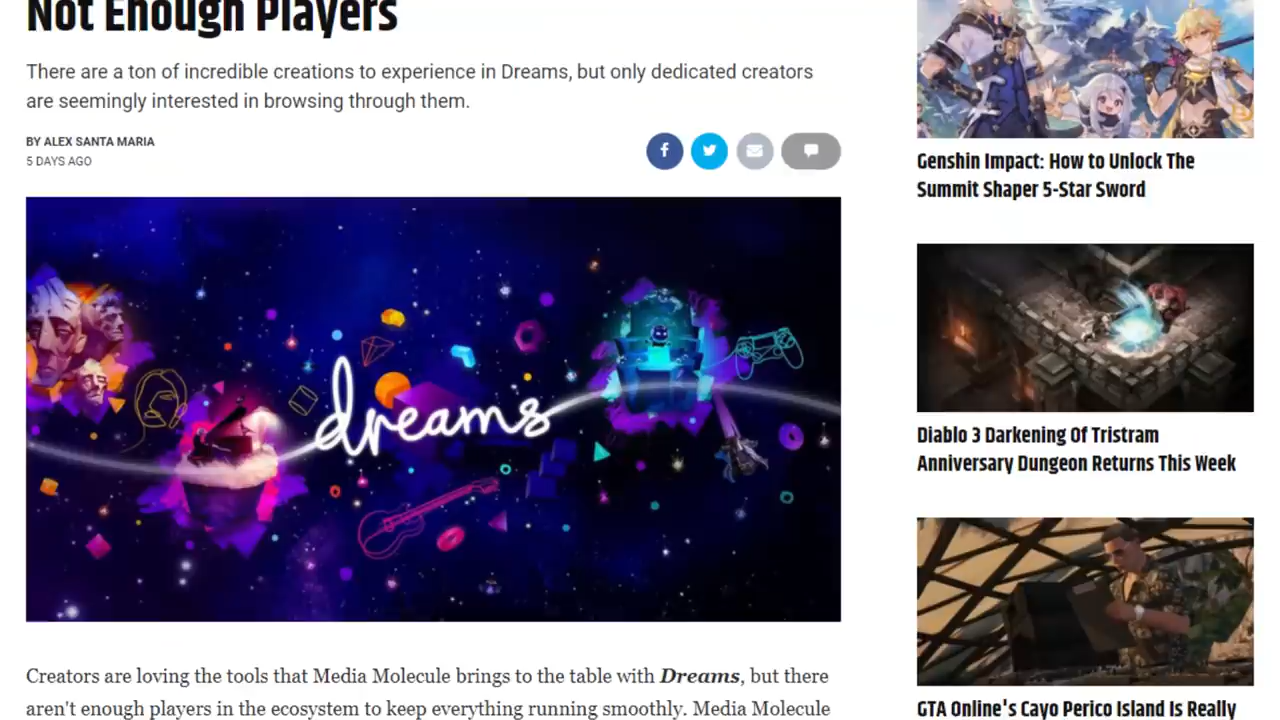 Not Enough Players
There are a ton of incredible creations to experience in Dreams, but only dedicated creators
are seemingly interested in browsing through them.
BY ALEX SANTA MARIA
5 DAYS AGO
dreams
Creators are loving the tools that Media Molecule brings to the table with Dreams, but there
aren't enough players in the ecosystem to keep everything running smoothly. Media Molecule
Genshin Impact: How to Unlock The
Summit Shaper 5-Star Sword
Diablo 3 Darkening Of Tristram
Anniversary Dungeon Returns This Week
GTA Online's Cayo Perico Island Is Really